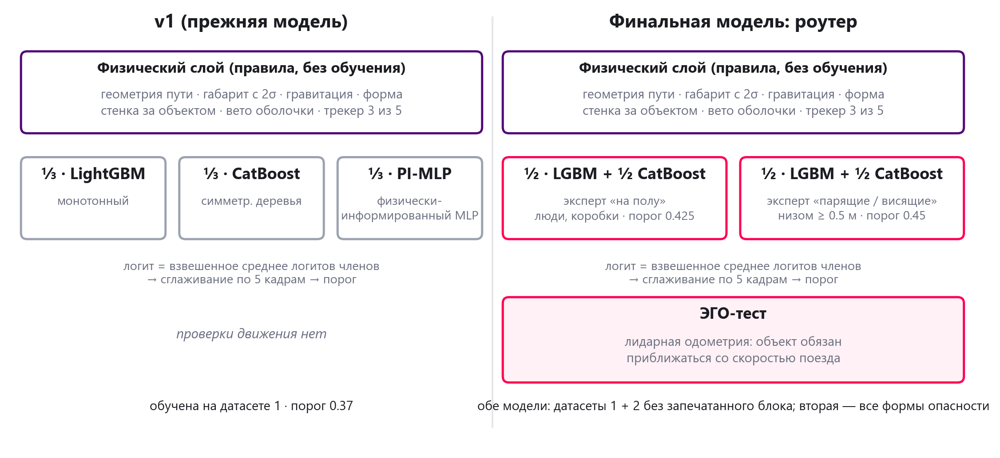 v1 (прежняя модель)
Физический слой (правила, без обучения)
геометрия пути · габарит с 2σ · гравитация · форма
стенка за объектом · вето оболочки · трекер 3 из 5
⅓ · LightGBM
монотонный
⅓ · CatBoost
симметр. деревья
⅓ · PI-MLP
физически-
информированный MLP
логит = взвешенное среднее логитов членов
→ сглаживание по 5 кадрам → порог
проверки движения нет
обучена на датасете 1 · порог 0.37
Финальная модель: роутер
Физический слой (правила, без обучения)
геометрия пути · габарит с 2σ · гравитация · форма
стенка за объектом · вето оболочки · трекер 3 из 5
½ · LGBM + ½ CatBoost
эксперт «на полу»
люди, коробки · порог 0.425
½ · LGBM + ½ CatBoost
эксперт «парящие / висящие»
низом ≥ 0.5 м · порог 0.45
логит = взвешенное среднее логитов членов
→ сглаживание по 5 кадрам → порог
ЭГО-тест
лидарная одометрия: объект обязан
приближаться со скоростью поезда
обе модели: датасеты 1 + 2 без запечатанного блока; вторая — все формы опасности